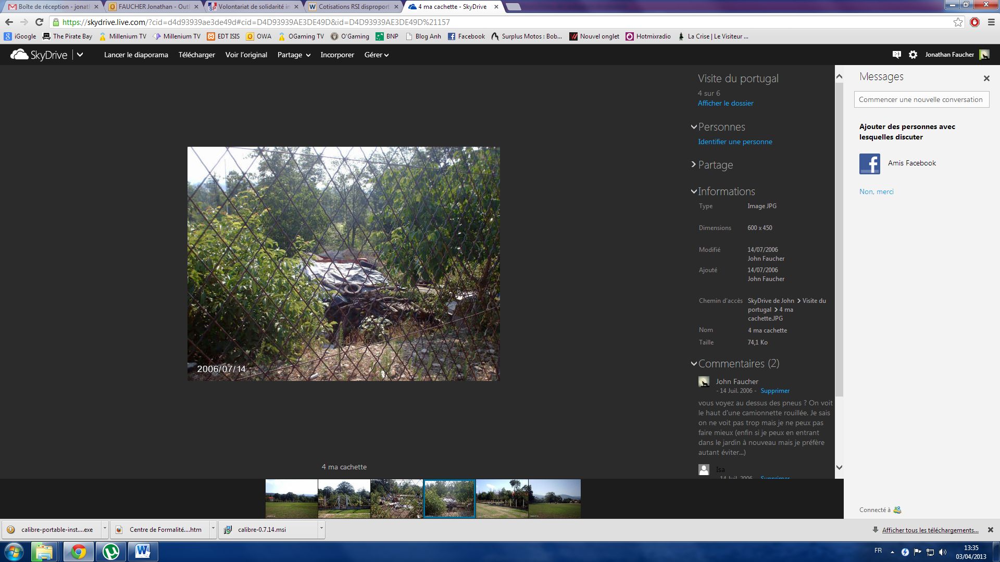 Boîte de réception - jonat
FAUCHER Jonathan - Outl
Volontariat de solidarité in
Cotisations RSI disproport
4 ma cachette - SkyDrive
https://skydrive.live.com/?cid=d4d93939ae3de49d#cid=D4D93939AE3DE49D&id=D4D93939AE3DE49D%21157
iGoogle
The Pirate Bay
Millenium TV
Millenium TV
EDT ISIS
OWA
OGaming TV
O'Gaming
BNP
Blog Anh
Facebook
Surplus Motos : Bob...
Nouvel onglet
Hotmixradio
La Crise | Le Visiteur ...
SkyDrive
Lancer le diaporama
Télécharger
Voir l'original
Partage
Incorporer
Gérer
Jonathan Faucher
2006/07/14
4 ma cachette
Visite du portugal
4 sur 6
Afficher le dossier
Personnes
Identifier une personne
Partage
Informations
Type Image JPG
Dimensions 600 x 450
Modifié 14/07/2006
John Faucher
Ajouté 14/07/2006
John Faucher
Chemin d'accès SkyDrive de John > Visite du
portugal > 4 ma
cachette.JPG
Nom 4 ma cachette
Taille 74,1 Ko
Commentaires (2)
John Faucher
- 14 Juil. 2006 - Supprimer
vous voyez au dessus des pneus ? On voit
le haut d'une camionnette rouillée. Je sais
on ne voit pas trop mais je ne peux pas
faire mieux (enfin si je peux en entrant
dans le jardin à nouveau mais je préfère
autant éviter...)
Isa
- 14 Juil. 2006 - Supprimer
Messages
Commencer une nouvelle conversation
Ajouter des personnes avec
lesquelles discuter
Amis Facebook
Non, merci
Connecté à
calibre-portable-inst....exe
Centre de Formalité....htm
calibre-0.7.14.msi
Afficher tous les téléchargements...
FR
13:35
03/04/2013